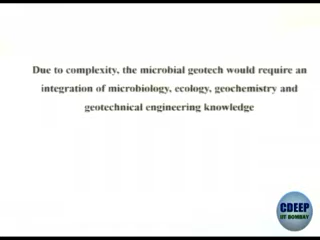 Due to complexity, the microbial geotech would require an
integration of microbiology, ecology, geochemistry and
geotechnical engineering knowledge
CDEEP
IIT BOMBAY